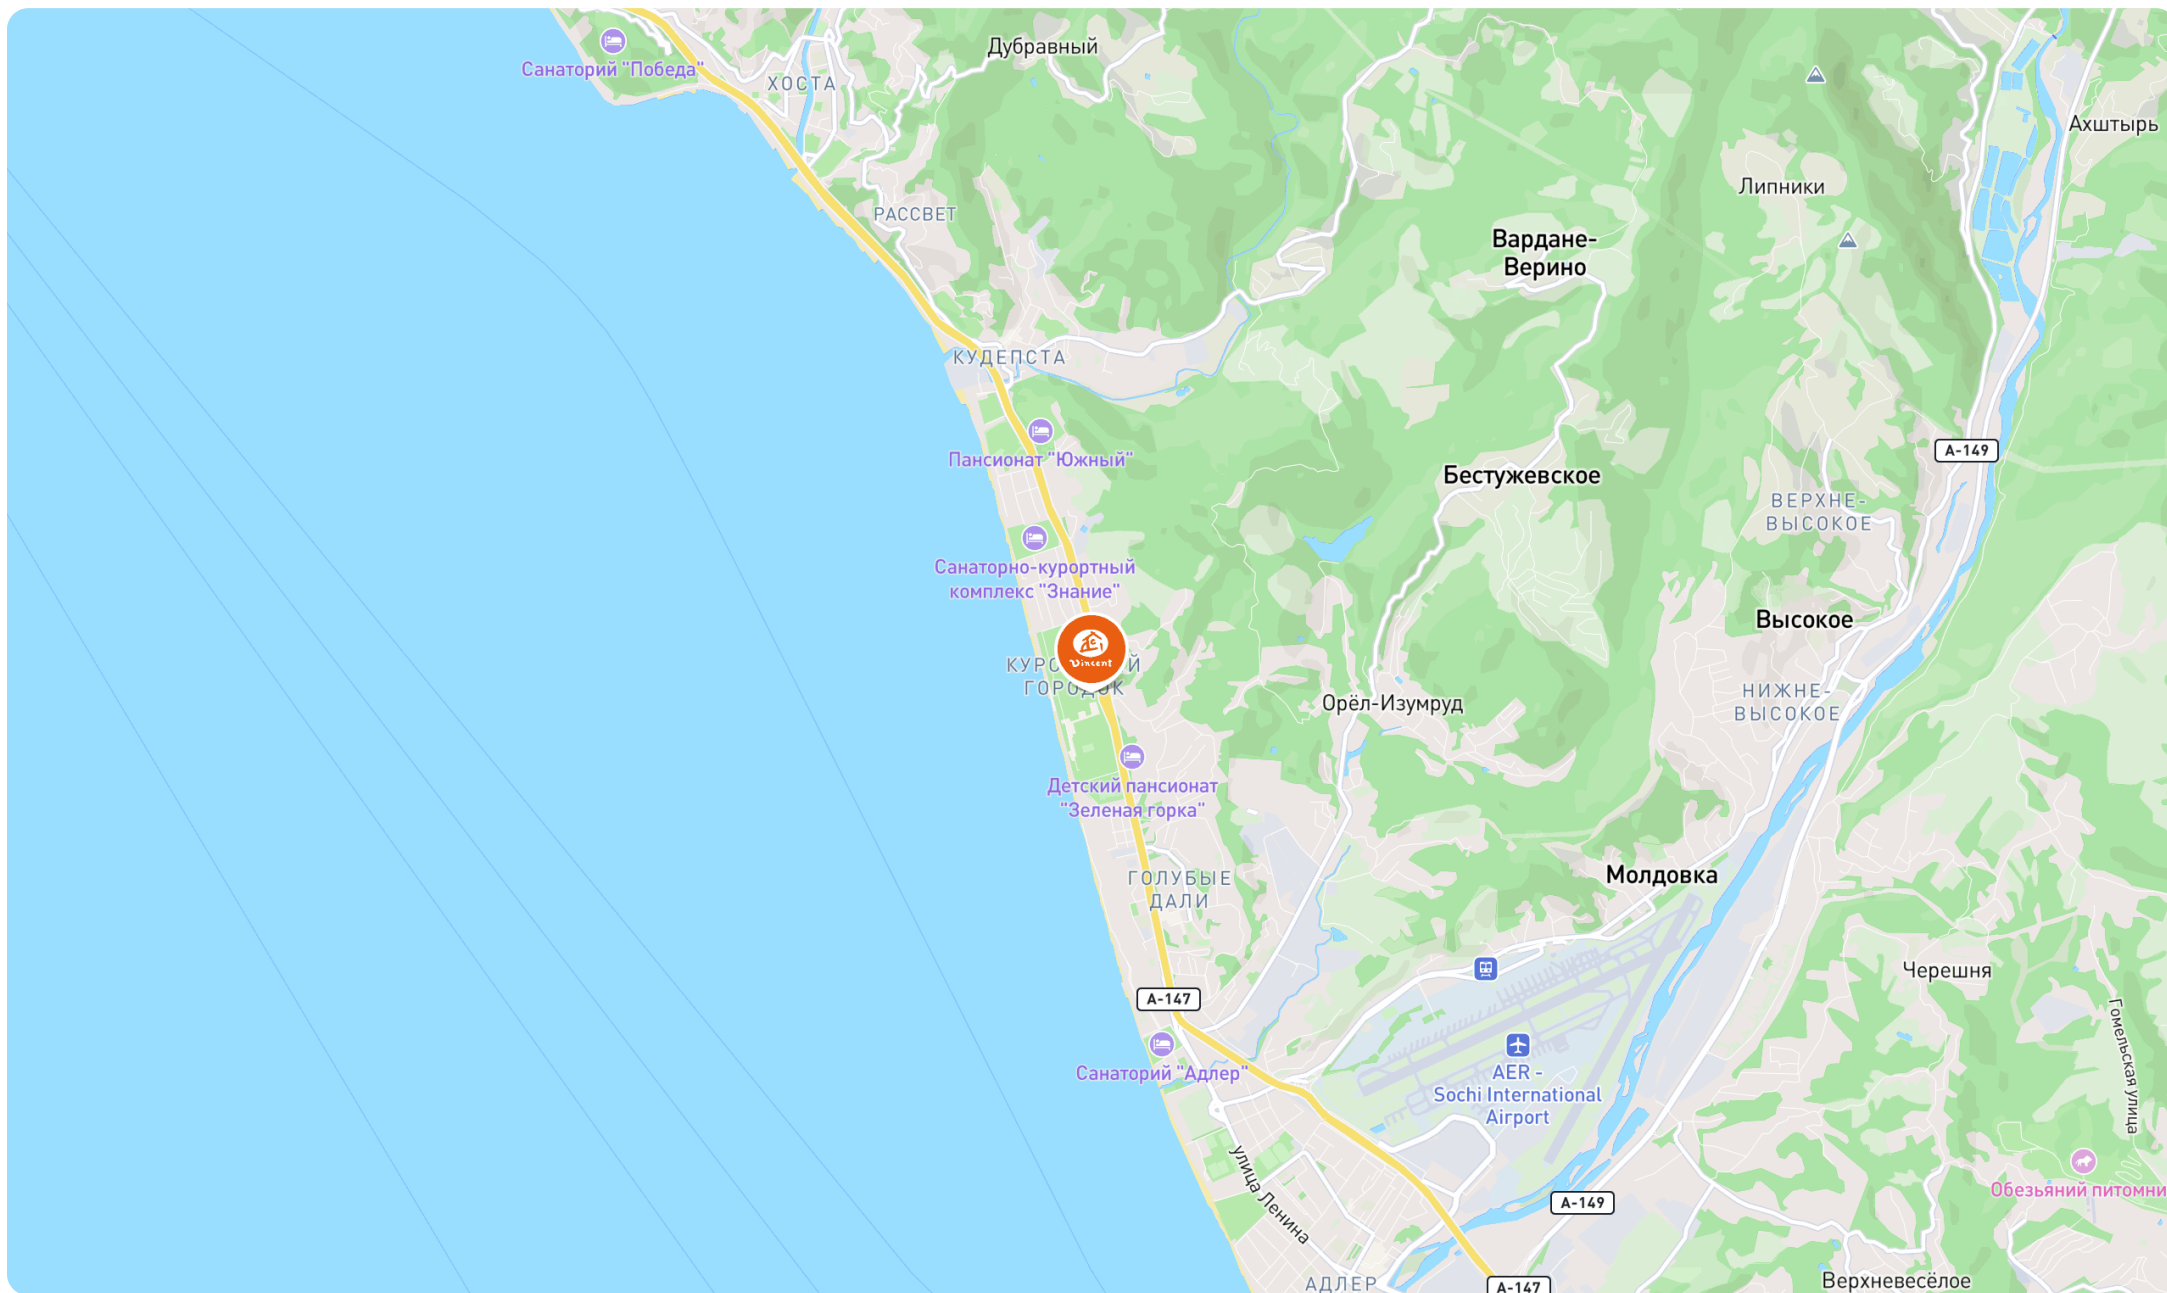 Дубравный
Санаторий "Победа"
ХОСТА
Ахштырь
Липники
РАССВЕТ
Вардане-
Верино
КУДЕПСТА
А-149
Пансионат "Южный"
Бестужевское
ВЕРХНЕ-
ВЫСОКОЕ
Санаторно-курортный
комплекс "Знание"
Высокое
Vincent
ГОРОДОК
НИЖНЕ-
ВЫСОКОЕ
Орёл-Изумруд
Детский пансионат
"Зеленая горка"
ГОЛУБЫЕ
ДАЛИ
Молдовка
Черешня
А-147
Гомельская улица
Санаторий "Адлер"
AER -
Sochi International
Airport
улица Ленина
Обезьяний питомни
А-149
АДЛЕР
А-147
Верхневесёлое